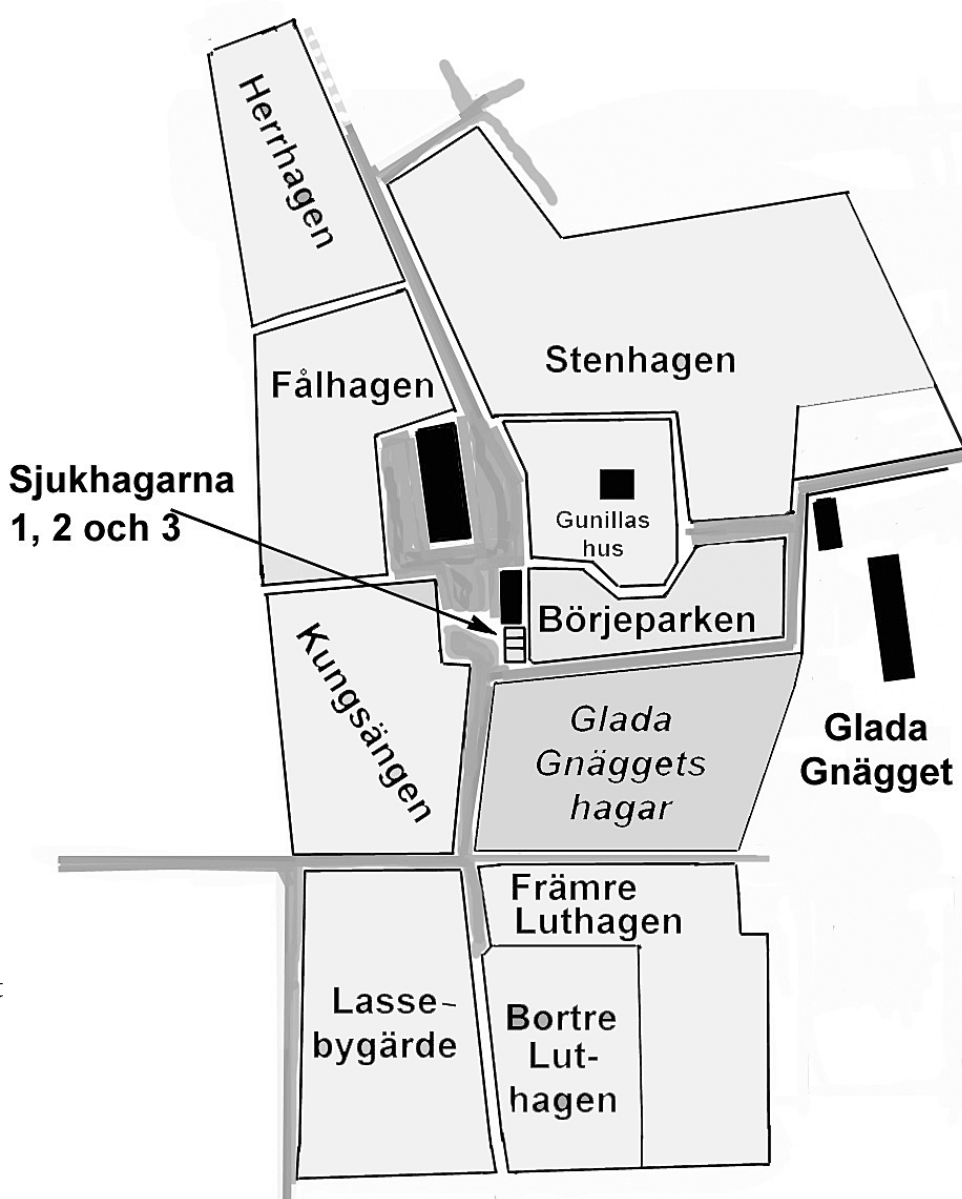 Herrhagen
Stenhagen
Fålhagen
Sjukhagarna
1, 2 och 3
Gunillas
hus
Börjeparken
Kungsängen
Glada
Gnäggets
hagar
Glada
Gnägget
Främre
Luthagen
Lasse-
bygärde
Bortre
Lut-
hagen
t